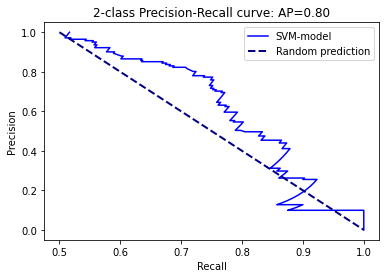 2-class Precision-Recall curve: AP=0.80
SVM-model
Random prediction
Precision
1.0
0.8
0.6
0.4
0.2
0.0
0.5 0.6 0.7 0.8 0.9 1.0
Recall